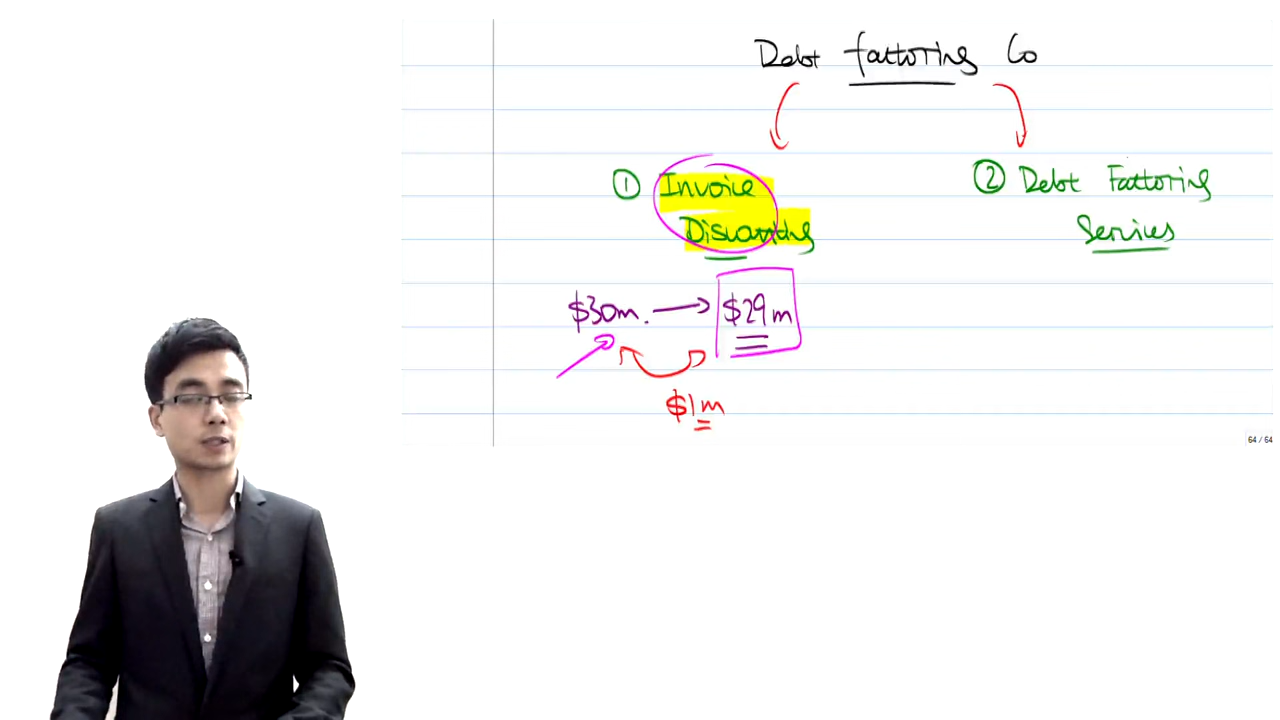 Debt factoring Co
① Invoice
Discounting
② Debt Factoring
Services
$30m. → $29m
$1m
64 / 64